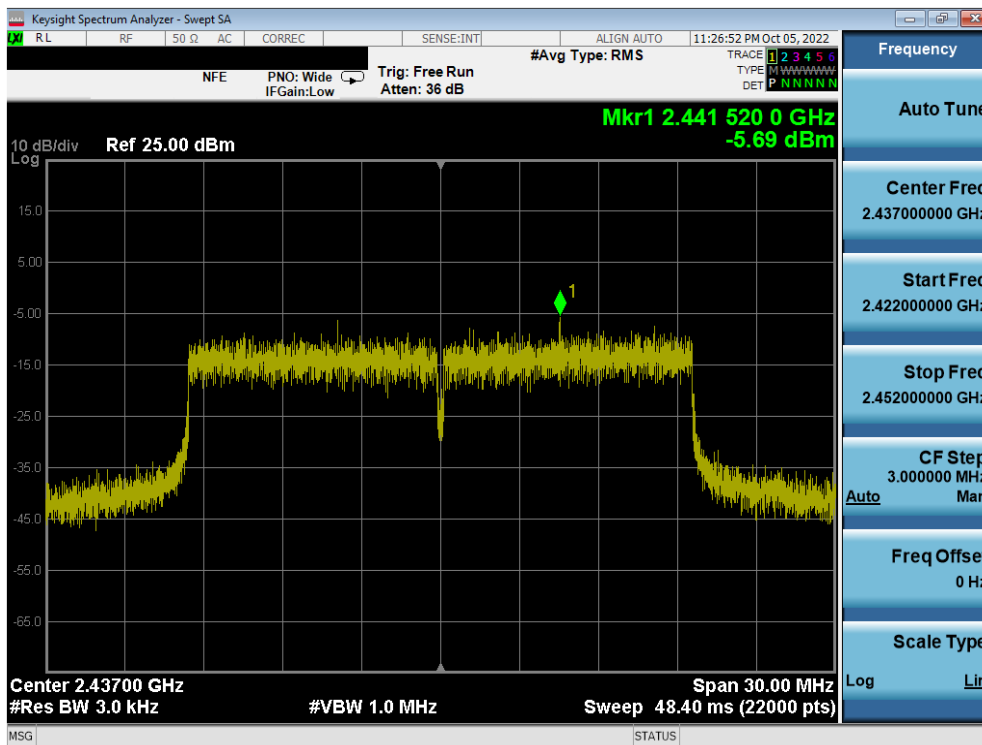 Keysight Spectrum Analyzer - Swept SA
LXI RL RF 50 Ω AC CORREC SENSE:INT ALIGN AUTO 11:26:52 PM Oct 05, 2022
#Avg Type: RMS
TRACE 1 2 3 4 5 6
NFE PNO: Wide Trig: Free Run TYPE M WWWWW
IFGain:Low Atten: 36 dB DET P N N N N N
Mkr1 2.441 520 0 GHz
-5.69 dBm
10 dB/div Ref 25.00 dBm
Log
1
15.0
5.00
-5.00
-15.0
-25.0
-35.0
-45.0
-55.0
-65.0
Center 2.43700 GHz Span 30.00 MHz
#Res BW 3.0 kHz #VBW 1.0 MHz Sweep 48.40 ms (22000 pts)
MSG STATUS
Frequency
Auto Tune
Center Freq
2.437000000 GHz
Start Freq
2.422000000 GHz
Stop Freq
2.452000000 GHz
CF Step
3.000000 MHz
Auto Man
Freq Offset
0 Hz
Scale Type
Log Lin